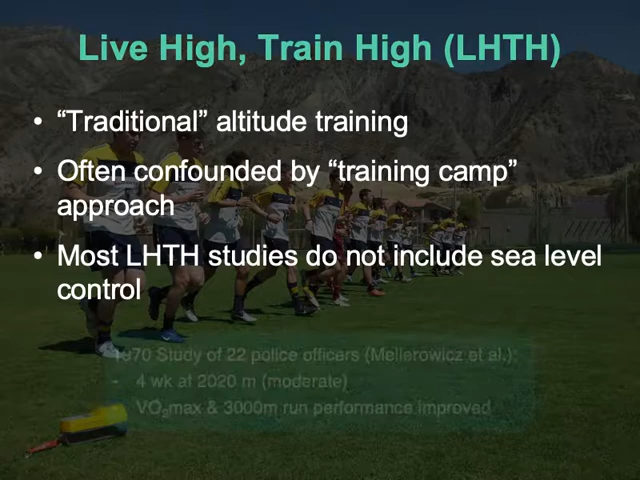 Live High, Train High (LHTH)
• “Traditional” altitude training
• Often confounded by “training camp”
approach
• Most LHTH studies do not include sea level
control
1970 Study of 22 police officers (Mellerowicz et al.):
- 4 wk at 2020 m (moderate)
VO₂max & 3000m run performance improved